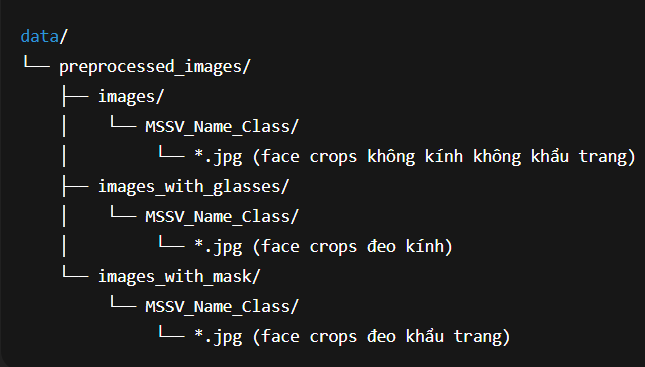 data/
└── preprocessed_images/
    ├── images/
    │   └── MSSV_Name_Class/
    │       └── *.jpg (face crops không kính không khẩu trang)
    ├── images_with_glasses/
    │   └── MSSV_Name_Class/
    │       └── *.jpg (face crops đeo kính)
    └── images_with_mask/
        └── MSSV_Name_Class/
            └── *.jpg (face crops đeo khẩu trang)